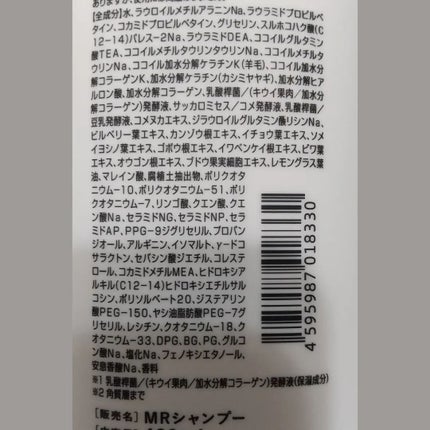 【全成分】水、ラウロイルメチルアラニンNa、ラウラミドプロピルベ
タイン、コカミドプロピルベタイン、グリセリン、スルホコハク酸(C
12-14)パレス-2Na、ラウラミドDEA、ココイルグルタミン
酸TEA、ココイルメチルタウリンタウリンNa、ココイルメチルタ
ウリンNa、ココイル加水分解ケラチンK(羊毛)、ココイル加水分
解コラーゲンK、加水分解ケラチン(カシミヤヤギ)、加水分解ヒア
ルロン酸、加水分解コラーゲン、乳酸桿菌/(キウイ果肉/加水分解コ
ラーゲン)発酵液、サッカロミセス/コメ発酵液、乳酸桿菌/
豆乳発酵液、コメヌカエキス、ジラウロイルグルタミン酸リシンNa、
ビルベリー葉エキス、カンゾウ根エキス、イチョウ葉エキス、ソメ
イヨシノ葉エキス、ゴボウ根エキス、イワベンケイ根エキス、ビワ葉
エキス、オウゴン根エキス、ブドウ果実細胞エキス、レモングラス葉
油、マレイン酸、腐植土抽出物、ポリクオタ
ニウム-10、ポリクオタニウム-51、ポリク
オタニウム-7、リンゴ酸、クエン酸、クエ
ン酸Na、セラミドNG、セラミドNP、セ
ラミドAP、PPG-9ジグリセリル、プロパン
ジオール、アルギニン、イソマルト、γ-ドコ
サラクトン、セバシン酸ジエチル、コレステ
ロール、コカミドメチルMEA、ヒドロキシア
ルキル(C12-14)ヒドロキシエチルサル
コシン、ポリソルベート20、ジステアリン
酸PEG-150、ヤシ油脂肪酸PEG-7グ
リセリル、レシチン、クオタニウム-18、ク
オタニウム-33、DPG、BG、PG、グルコ
ン酸Na、塩化Na、フェノキシエタノール、
安息香酸Na、香料
※1 乳酸桿菌/(キウイ果肉/加水分解コラーゲン)発酵液(保湿成分)
※2 角質層まで
[販売名] MRシャンプー
4 595987 018330